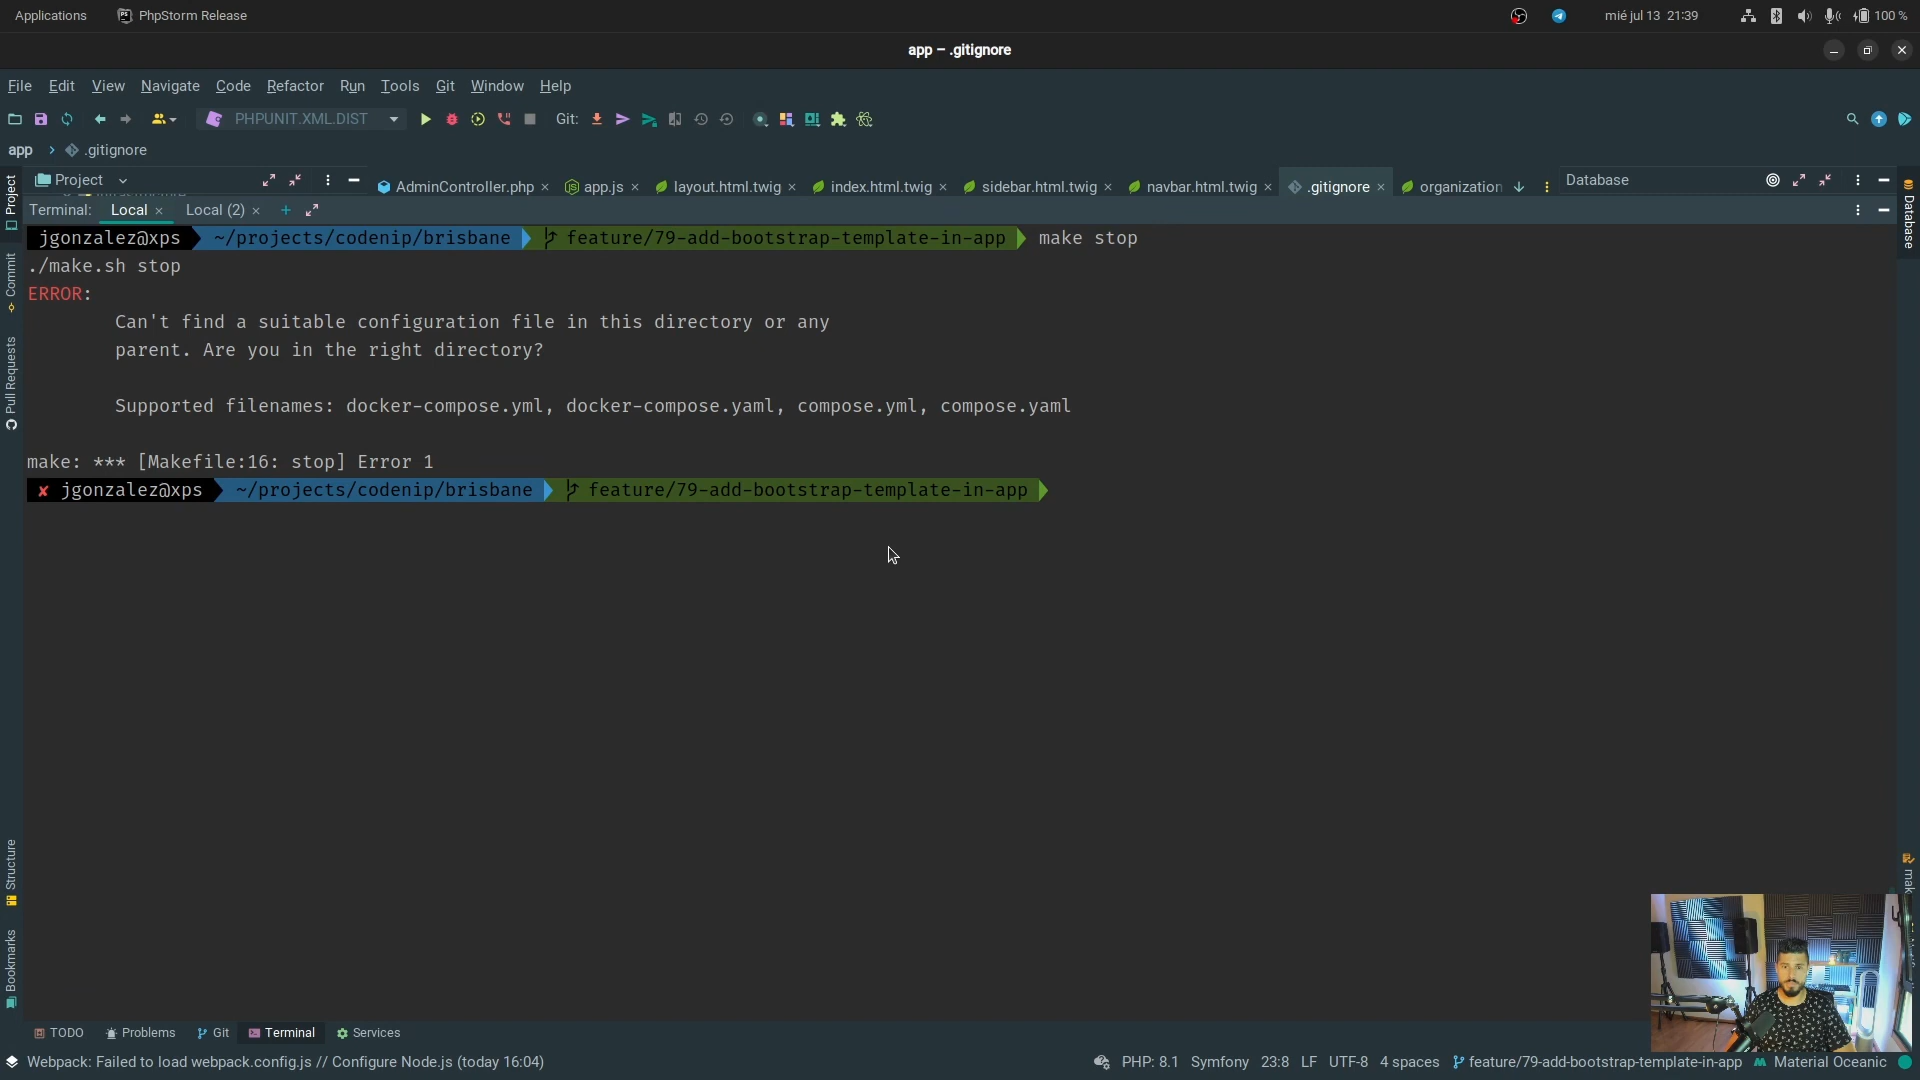 Applications PhpStorm Release mié jul 13 21:39 100 %
app – .gitignore
File Edit View Navigate Code Refactor Run Tools Git Window Help
PHPUNIT.XML.DIST Git:
app .gitignore
Project AdminController.php app.js layout.html.twig index.html.twig sidebar.html.twig navbar.html.twig .gitignore organization Database
Terminal: Local Local (2)
jgonzalez@xps ~/projects/codenip/brisbane feature/79-add-bootstrap-template-in-app make stop
./make.sh stop
ERROR:
Can't find a suitable configuration file in this directory or any
parent. Are you in the right directory?
Supported filenames: docker-compose.yml, docker-compose.yaml, compose.yml, compose.yaml
make: *** [Makefile:16: stop] Error 1
✘ jgonzalez@xps ~/projects/codenip/brisbane feature/79-add-bootstrap-template-in-app
Project
Commit
Pull Requests
Structure
Bookmarks
Database
mak
TODO Problems Git Terminal Services
Webpack: Failed to load webpack.config.js // Configure Node.js (today 16:04) PHP: 8.1 Symfony 23:8 LF UTF-8 4 spaces feature/79-add-bootstrap-template-in-app Material Oceanic